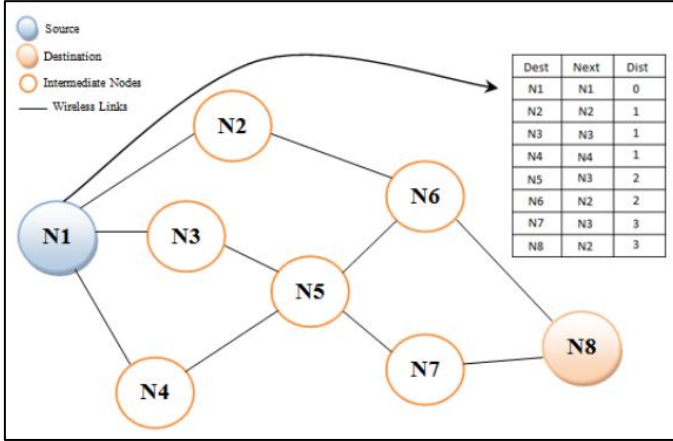 Source
Destination
Intermediate Nodes
Wireless Links
Dest Next Dist
N1 N1 0
N2 N2 1
N3 N3 1
N4 N4 1
N5 N3 2
N6 N2 2
N7 N3 3
N8 N2 3
N2
N6
N1
N3
N5
N8
N7
N4